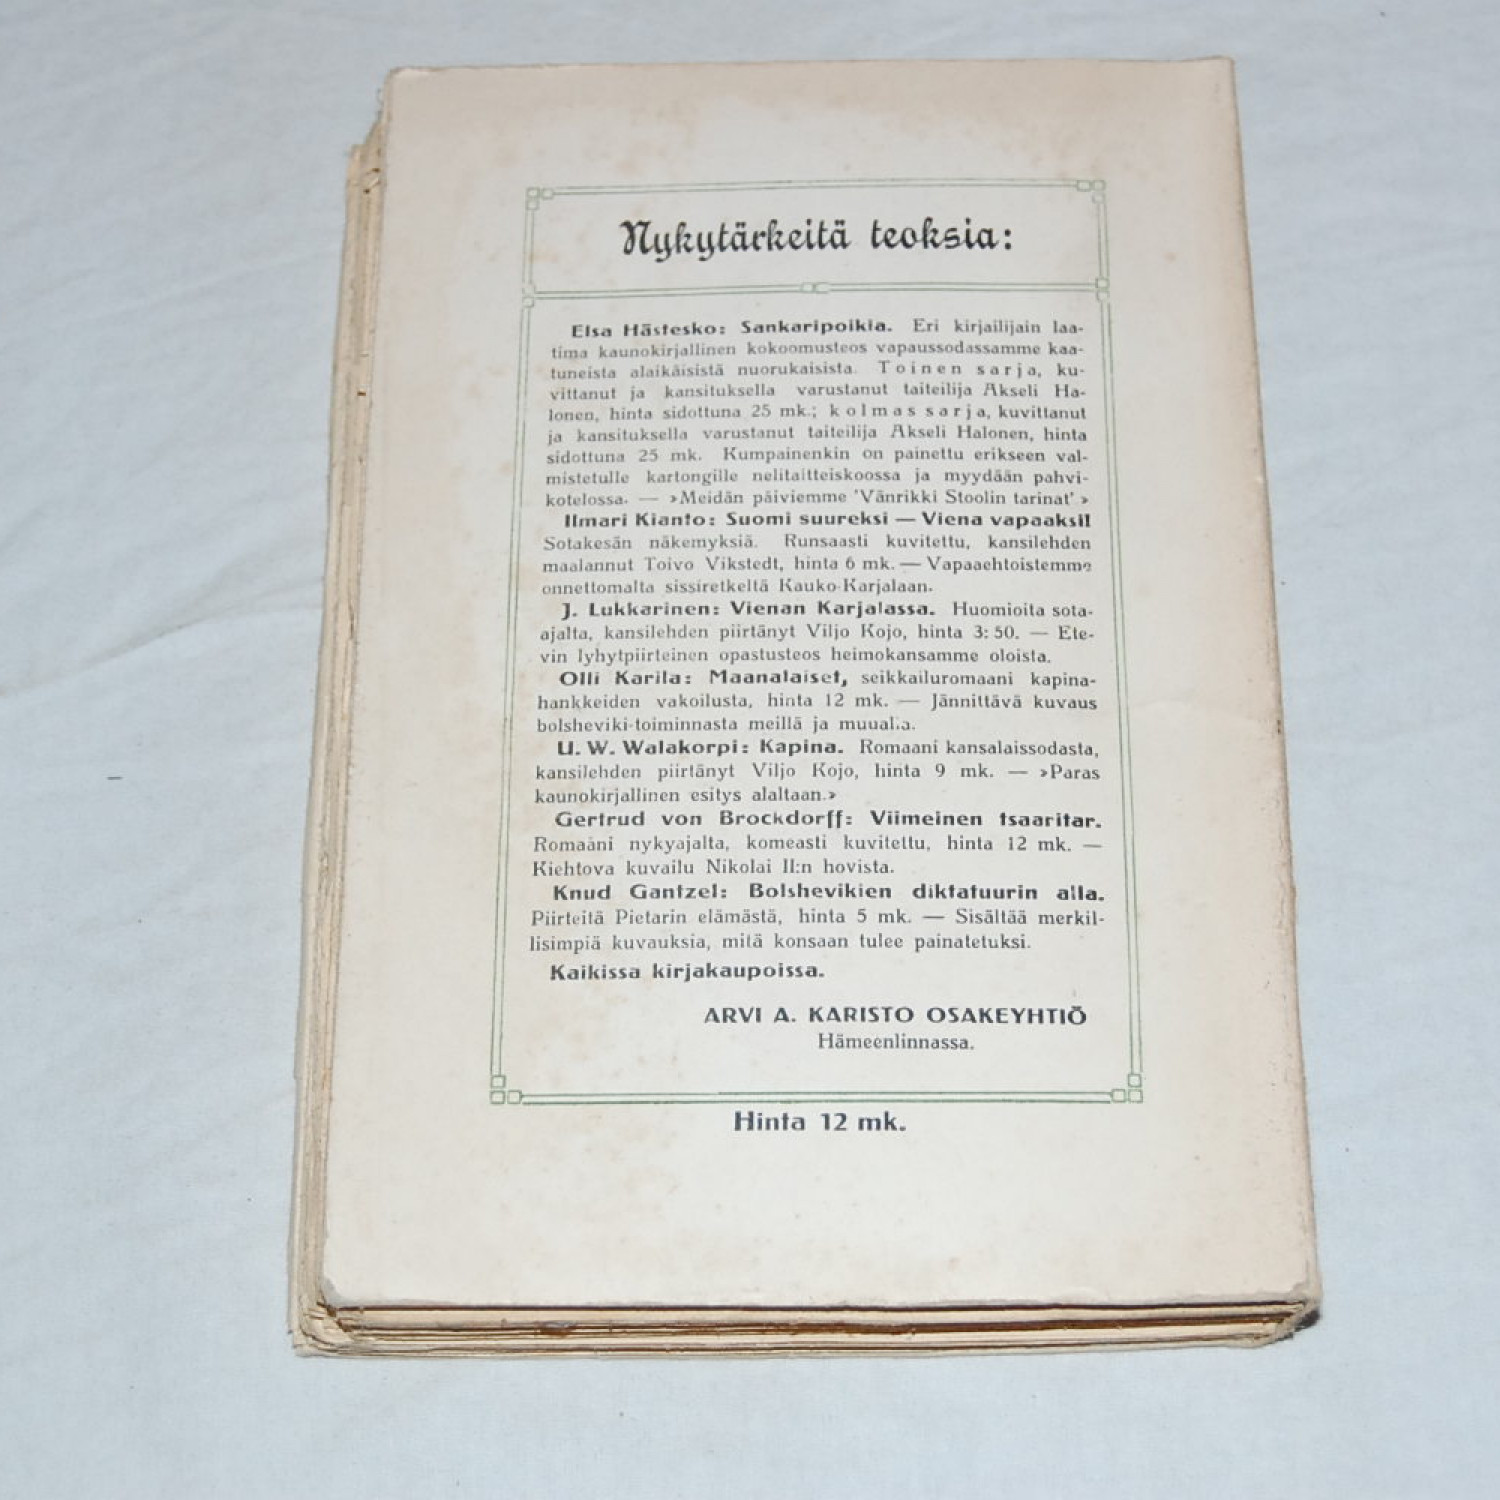 Nykytärkeitä teoksia:
Elsa Hästesko: Sankaripoikia. Eri kirjailijain laa-
tima kaunokirjallinen kokoomusteos vapaussodassamme kaa-
tuneista alaikäisistä nuorukaisista. Toinen sarja, ku-
vittanut ja kansituksella varustanut taiteilija Akseli Ha-
lonen, hinta sidottuna 25 mk.; kolmas sarja, kuvittanut
ja kansituksella varustanut taiteilija Akseli Halonen, hinta
sidottuna 25 mk. Kumpainenkin on painettu erikseen val-
mistetulle kartongille nelitaitteiskoossa ja myydään pahvi-
kotelossa. — »Meidän päiviemme 'Vänrikki Stoolin tarinat'»
Ilmari Kianto: Suomi suureksi — Viena vapaaksi!
Sotakesän näkemyksiä. Runsaasti kuvitettu, kansilehden
maalannut Toivo Vikstedt, hinta 6 mk. — Vapaaehtoistemme
onnettomalta sissiretkeltä Kauko-Karjalaan.
J. Lukkarinen: Vienan Karjalassa. Huomioita sota-
ajalta, kansilehden piirtänyt Viljo Kojo, hinta 3: 50. — Ete-
vin lyhytpiirteinen opastusteos heimokansamme oloista.
Olli Karila: Maanalaiset, seikkailuromaani kapina-
hankkeiden vakoilusta, hinta 12 mk. — Jännittävä kuvaus
bolsheviki-toiminnasta meillä ja muualla.
U. W. Walakorpi: Kapina. Romaani kansalaissodasta,
kansilehden piirtänyt Viljo Kojo, hinta 9 mk. — »Paras
kaunokirjallinen esitys alaltaan.»
Gertrud von Brockdorff: Viimeinen tsaaritar.
Romaani nykyajalta, komeasti kuvitettu, hinta 12 mk. —
Kiehtova kuvailu Nikolai II:n hovista.
Knud Gantzel: Bolshevikien diktatuurin alla.
Piirteitä Pietarin elämästä, hinta 5 mk. — Sisältää merkil-
lisimpiä kuvauksia, mitä konsaan tulee painatetuksi.
Kaikissa kirjakaupoissa.
ARVI A. KARISTO OSAKEYHTIÖ
Hämeenlinnassa.
Hinta 12 mk.